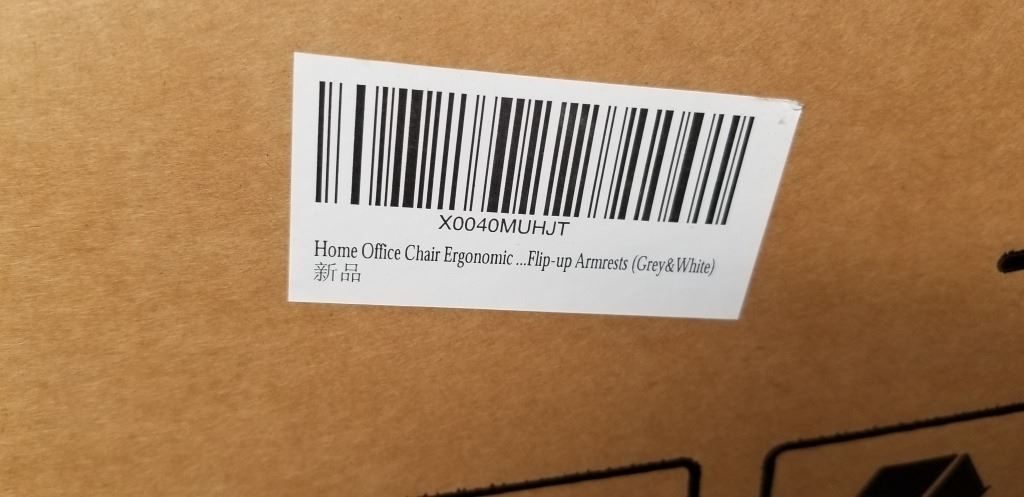 X0040MUHJT
Home Office Chair Ergonomic ...Flip-up Armrests (Grey&White)
新品